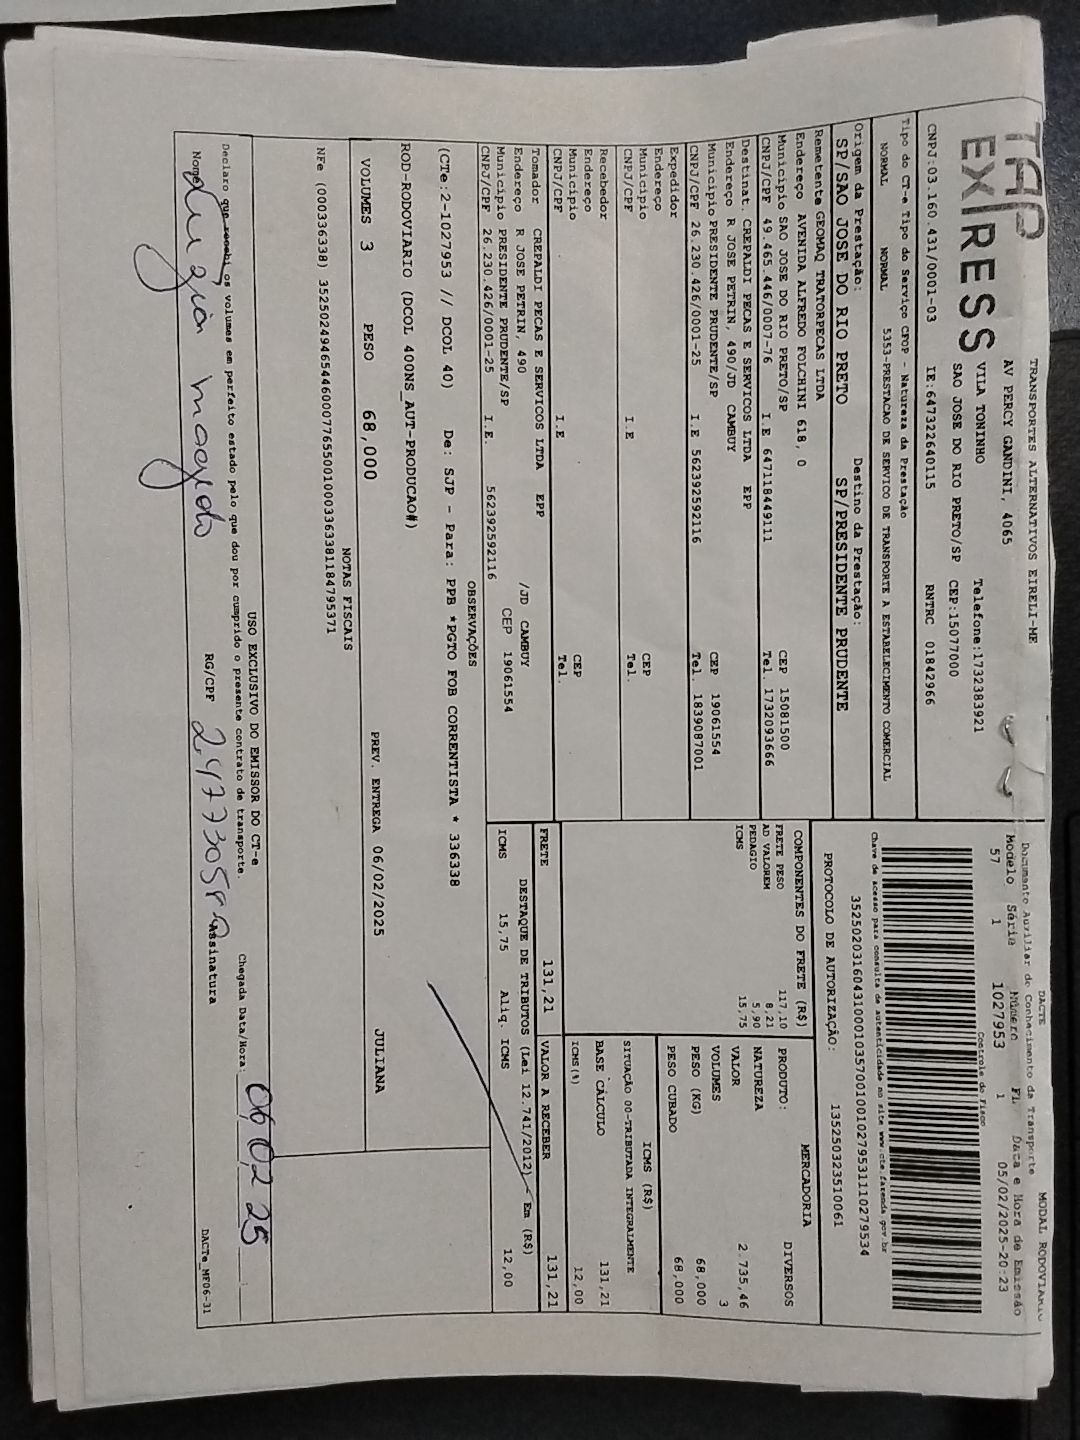 TAP
EXPRESS
TRANSPORTES ALTERNATIVOS EIRELI-ME
AV PERCY GANDINI, 4065
VILA TONINHO Telefone:1732383921
SAO JOSE DO RIO PRETO/SP CEP:15077000
CNPJ:03.160.431/0001-03 IE:647322640115 RNTRC 01842966
DACTE MODAL RODOVIARIO
Documento Auxiliar do Conhecimento da Transporte
Modelo Série Número FL Data e Hora de Emissão
57 1 1027953 1 05/02/2025-20:23
Controle do Fisco
Chave de acesso para consulta de autenticidade no site www.cte.fazenda.gov.br
35250203160431000103570010010279531110279534
PROTOCOLO DE AUTORIZAÇÃO: 135250323510061
Tipo do CT-e Tipo do Serviço CFOP - Natureza da Prestação
NORMAL NORMAL 5353-PRESTACAO DE SERVICO DE TRANSPORTE A ESTABELECIMENTO COMERCIAL
Origem da Prestação: Destino da Prestação:
SP/SAO JOSE DO RIO PRETO SP/PRESIDENTE PRUDENTE
Remetente GEOMAQ TRATORPECAS LTDA
Endereço AVENIDA ALFREDO FOLCHINI 618, 0
Município SAO JOSE DO RIO PRETO/SP CEP 15081500
CNPJ/CPF 49.465.446/0007-76 I.E 647118449111 Tel. 1732093666
Destinat. CREPALDI PECAS E SERVICOS LTDA EPP
Endereço R JOSE PETRIN, 490/JD CAMBUY
Município PRESIDENTE PRUDENTE/SP CEP 19061554
CNPJ/CPF 26.230.426/0001-25 I.E 562392592116 Tel. 1839087001
Expedidor
Endereço
Município CEP
CNPJ/CPF I.E Tel.
Recebedor
Endereço
Município CEP
CNPJ/CPF I.E Tel.
Tomador CREPALDI PECAS E SERVICOS LTDA EPP
Endereço R JOSE PETRIN, 490 /JD CAMBUY
Município PRESIDENTE PRUDENTE/SP CEP 19061554
CNPJ/CPF 26.230.426/0001-25 I.E. 562392592116
COMPONENTES DO FRETE (R$)
FRETE PESO 117,10
AD VALOREM 8,21
PEDAGIO 5,90
ICMS 15,75
MERCADORIA
PRODUTO: DIVERSOS
NATUREZA
VALOR 2.735,46
VOLUMES 3
PESO (KG) 68,000
PESO CUBADO 68,000
ICMS (R$)
SITUAÇÃO 00-TRIBUTADA INTEGRALMENTE
BASE CÁLCULO 131,21
ICMS(%) 12,00
FRETE 131,21 VALOR A RECEBER 131,21
DESTAQUE DE TRIBUTOS (Lei 12.741/2012) - Em (R$)
ICMS 15,75 Aliq. ICMS 12,00
OBSERVAÇÕES
(CTe:2-1027953 // DCOL 40) De: SJP - Para: PPB *PGTO FOB CORRENTISTA * 336338
ROD-RODOVIARIO (DCOL 400NS_AUT-PRODUCAO#)
VOLUMES 3 PESO 68,000 PREV. ENTREGA 06/02/2025 JULIANA
NOTAS FISCAIS
NFe (000336338) 35250249465446000776550010003363381184795371
USO EXCLUSIVO DO EMISSOR DO CT-e
Declaro que recebi os volumes em perfeito estado pelo que dou por cumprido o presente contrato de transporte. Chegada Data/Hora: 06 02 25
Nome RG/CPF Assinatura
DACTe_MF06-31